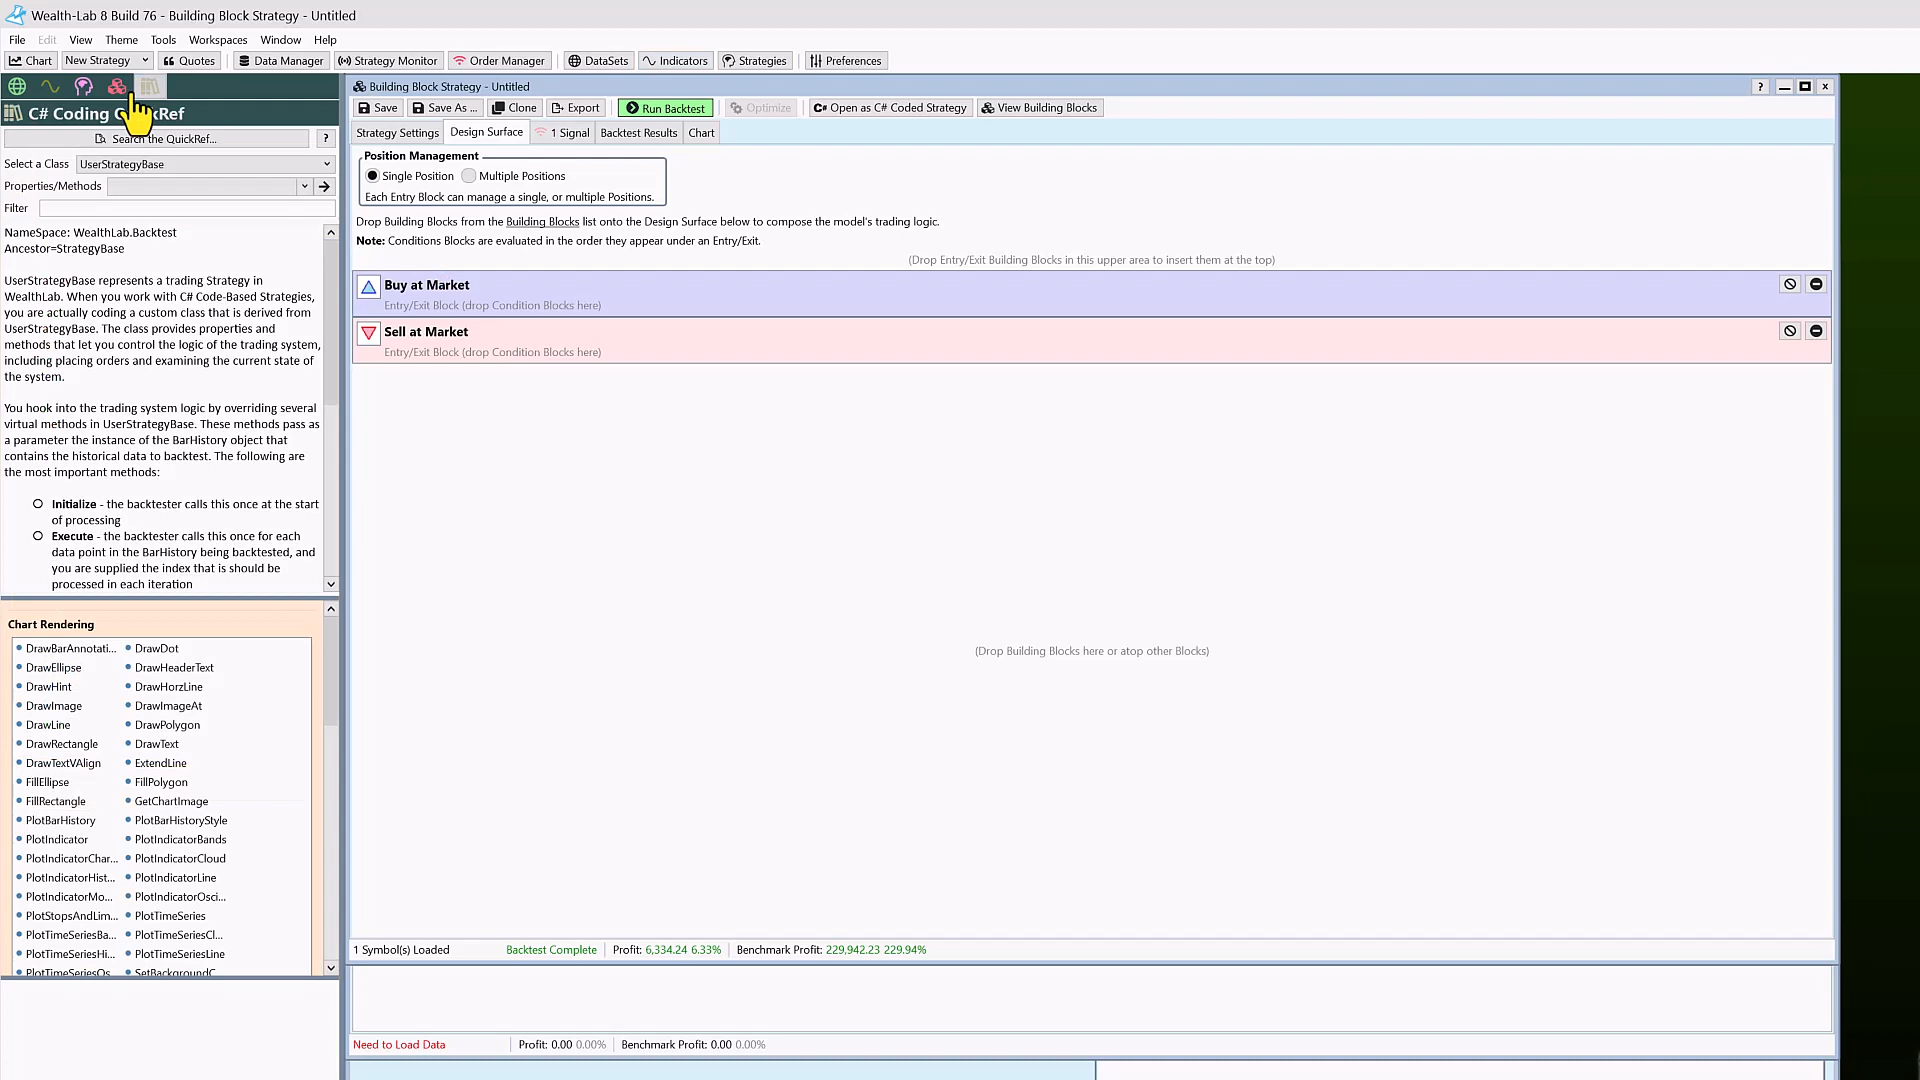 Wealth-Lab 8 Build 76 - Building Block Strategy - Untitled
File Edit View Theme Tools Workspaces Window Help
Chart New Strategy Quotes Data Manager Strategy Monitor Order Manager DataSets Indicators Strategies Preferences
C# Coding QuickRef
Search the QuickRef... ?
Select a Class UserStrategyBase
Properties/Methods
Filter
NameSpace: WealthLab.Backtest
Ancestor=StrategyBase
UserStrategyBase represents a trading Strategy in
WealthLab. When you work with C# Code-Based Strategies,
you are actually coding a custom class that is derived from
UserStrategyBase. The class provides properties and
methods that let you control the logic of the trading system,
including placing orders and examining the current state of
the system.
You hook into the trading system logic by overriding several
virtual methods in UserStrategyBase. These methods pass as
a parameter the instance of the BarHistory object that
contains the historical data to backtest. The following are
the most important methods:
Initialize - the backtester calls this once at the start
of processing
Execute - the backtester calls this once for each
data point in the BarHistory being backtested, and
you are supplied the index that is should be
processed in each iteration
Chart Rendering
DrawBarAnnotati... DrawDot
DrawEllipse DrawHeaderText
DrawHint DrawHorzLine
DrawImage DrawImageAt
DrawLine DrawPolygon
DrawRectangle DrawText
DrawTextVAlign ExtendLine
FillEllipse FillPolygon
FillRectangle GetChartImage
PlotBarHistory PlotBarHistoryStyle
PlotIndicator PlotIndicatorBands
PlotIndicatorChar... PlotIndicatorCloud
PlotIndicatorHist... PlotIndicatorLine
PlotIndicatorMo... PlotIndicatorOsci...
PlotStopsAndLim... PlotTimeSeries
PlotTimeSeriesBa... PlotTimeSeriesCl...
PlotTimeSeriesHi... PlotTimeSeriesLine
PlotTimeSeriesOs SetBackgroundC
Building Block Strategy - Untitled ? x
Save Save As ... Clone Export Run Backtest Optimize C# Open as C# Coded Strategy View Building Blocks
Strategy Settings Design Surface 1 Signal Backtest Results Chart
Position Management
Single Position Multiple Positions
Each Entry Block can manage a single, or multiple Positions.
Drop Building Blocks from the Building Blocks list onto the Design Surface below to compose the model's trading logic.
Note: Conditions Blocks are evaluated in the order they appear under an Entry/Exit.
(Drop Entry/Exit Building Blocks in this upper area to insert them at the top)
Buy at Market
Entry/Exit Block (drop Condition Blocks here)
Sell at Market
Entry/Exit Block (drop Condition Blocks here)
(Drop Building Blocks here or atop other Blocks)
1 Symbol(s) Loaded Backtest Complete Profit: 6,334.24 6.33% Benchmark Profit: 229,942.23 229.94%
Need to Load Data Profit: 0.00 0.00% Benchmark Profit: 0.00 0.00%